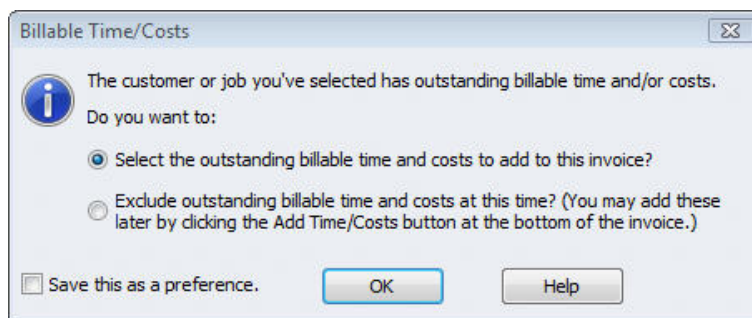 Billable Time/Costs
The customer or job you've selected has outstanding billable time and/or costs.
Do you want to:
Select the outstanding billable time and costs to add to this invoice?
Exclude outstanding billable time and costs at this time? (You may add these
later by clicking the Add Time/Costs button at the bottom of the invoice.)
Save this as a preference.
OK
Help